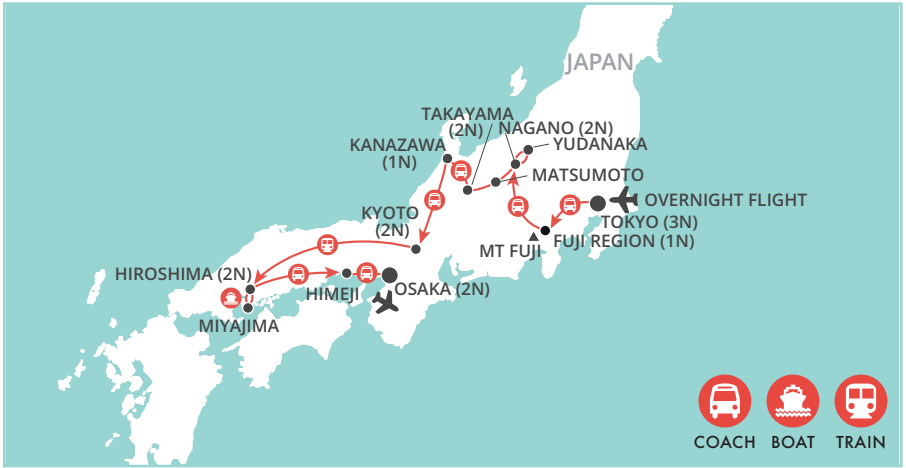 JAPAN
TAKAYAMA
(2N)
NAGANO (2N)
YUDANAKA
KANAZAWA
(1N)
MATSUMOTO
OVERNIGHT FLIGHT
TOKYO (3N)
KYOTO
(2N)
FUJI REGION (1N)
MT FUJI
HIROSHIMA (2N)
HIMEJI
OSAKA (2N)
MIYAJIMA
COACH
BOAT
TRAIN